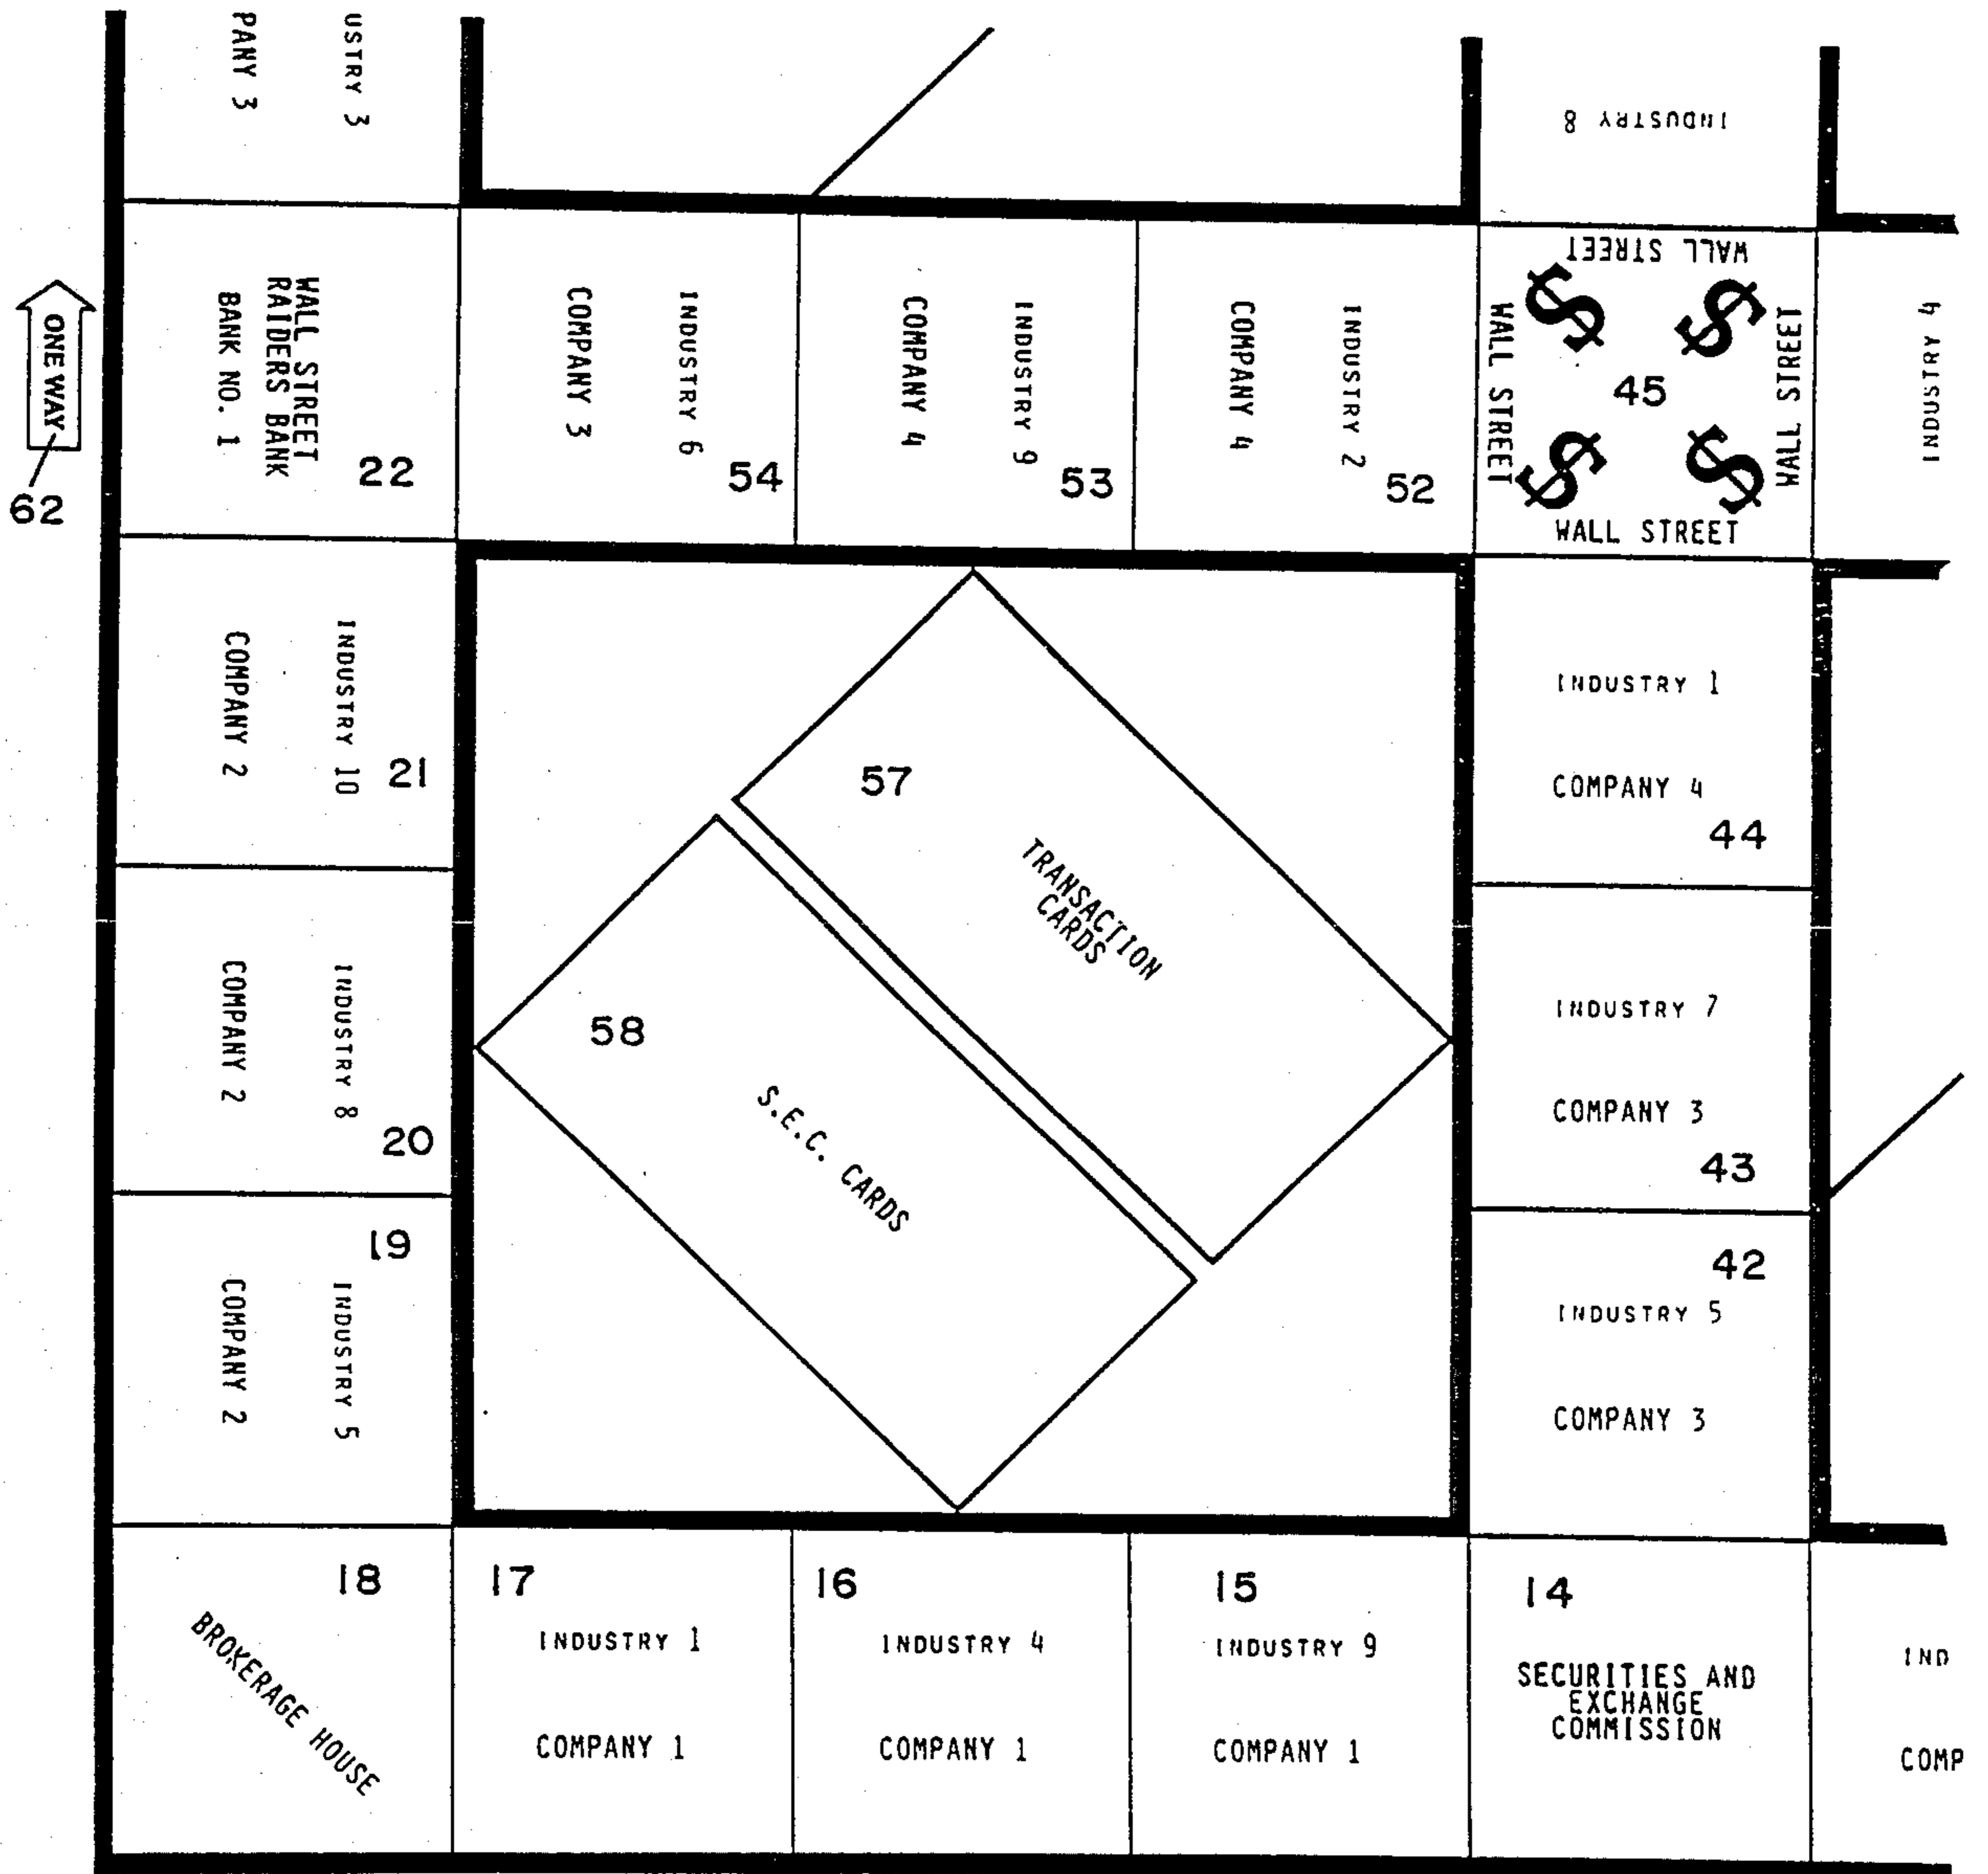 PANY 3
USTRY 3
INDUSTRY 8
ONE WAY
62
WALL STREET
RAIDERS BANK
BANK NO. 1
22
INDUSTRY 6
COMPANY 3
54
INDUSTRY 9
COMPANY 4
53
INDUSTRY 2
COMPANY 4
52
WALL STREET
WALL STREET
$ $
45
$ $
WALL STREET
WALL STREET
INDUSTRY 4
INDUSTRY 10
COMPANY 2
21
57
TRANSACTION
CARDS
INDUSTRY 1
COMPANY 4
44
INDUSTRY 8
COMPANY 2
20
58
S.E.C. CARDS
INDUSTRY 7
COMPANY 3
43
19
INDUSTRY 5
COMPANY 2
42
INDUSTRY 5
COMPANY 3
18
BROKERAGE HOUSE
17
INDUSTRY 1
COMPANY 1
16
INDUSTRY 4
COMPANY 1
15
INDUSTRY 9
COMPANY 1
14
SECURITIES AND
EXCHANGE
COMMISSION
IND
COMP